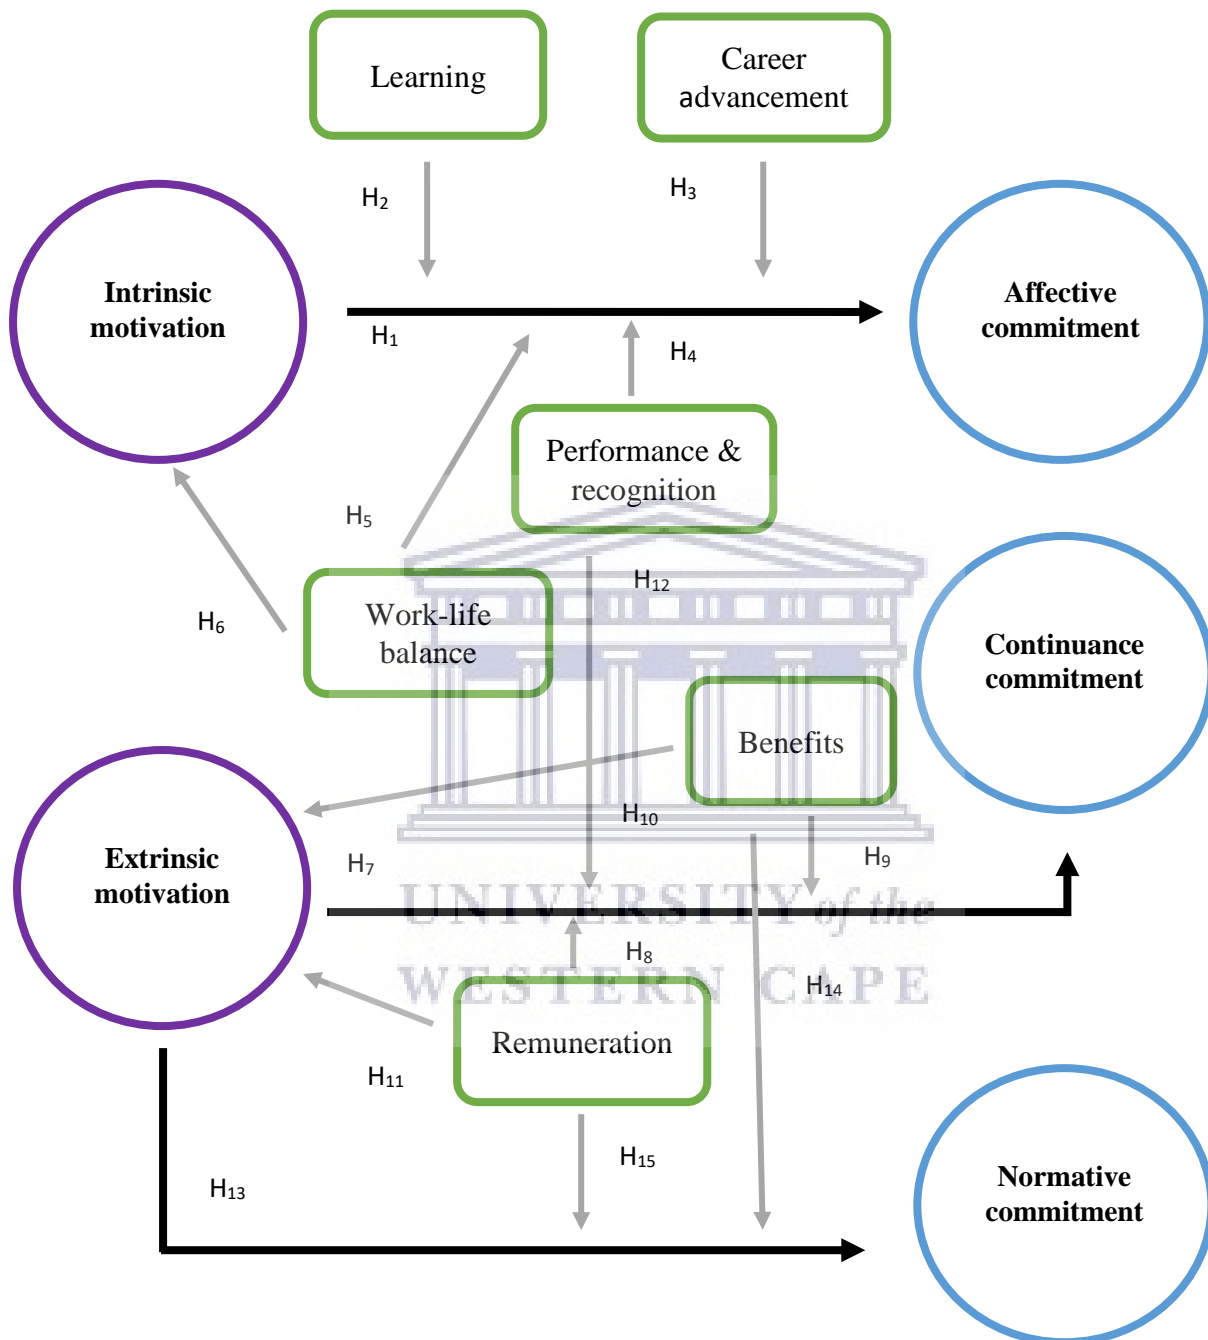 Learning
Career
advancement
H₂
H₃
Intrinsic
motivation
Affective
commitment
H₁
H₄
Performance &
recognition
H₅
H₁₂
H₆
Work-life
balance
Continuance
commitment
Benefits
H₁₀
Extrinsic
motivation
H₇
H₉
UNIVERSITY of the
H₈
WESTERN CAPE
H₁₄
Remuneration
H₁₁
H₁₅
H₁₃
Normative
commitment